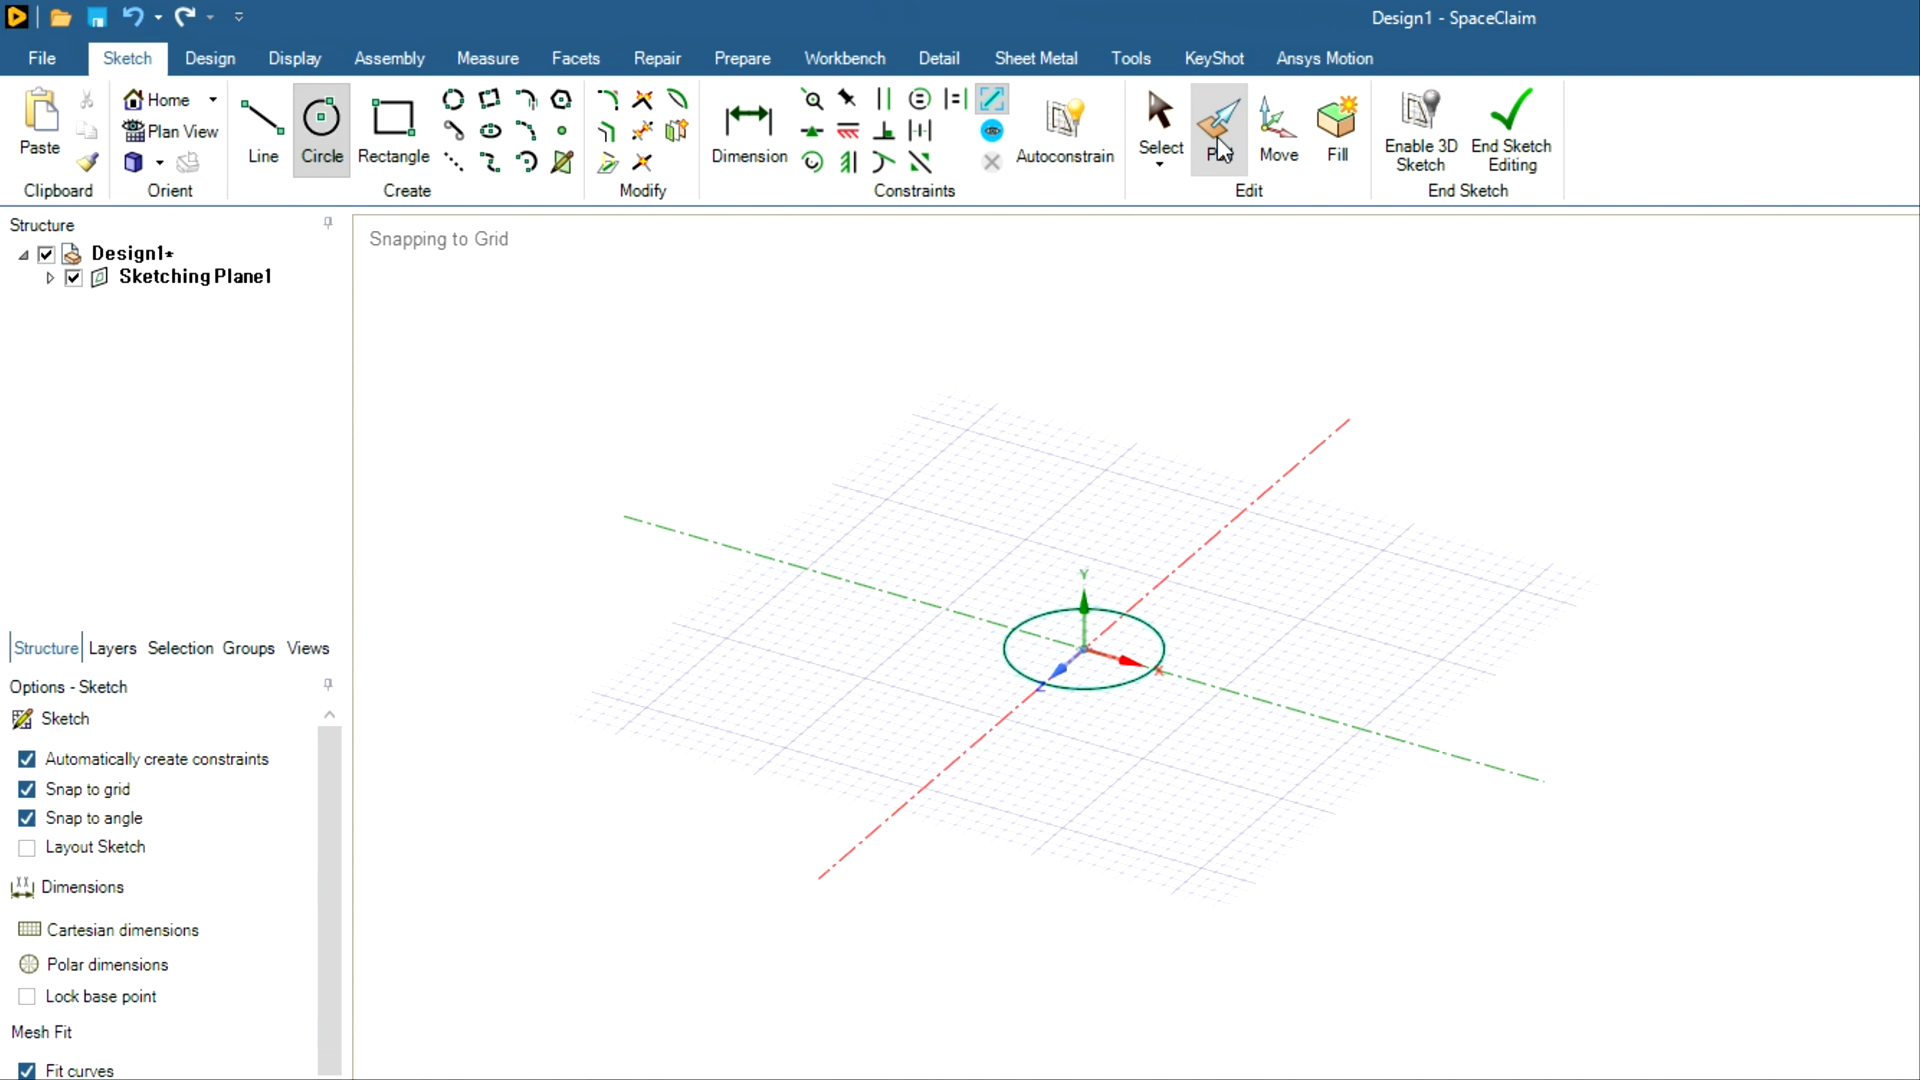 Design1 - SpaceClaim
File Sketch Design Display Assembly Measure Facets Repair Prepare Workbench Detail Sheet Metal Tools KeyShot Ansys Motion
Paste
Home
Plan View
Line Circle Rectangle
Dimension
Autoconstrain
Select
Move Fill
Enable 3D
Sketch
End Sketch
Editing
Clipboard Orient Create Modify Constraints Edit End Sketch
Structure
Design1*
Sketching Plane1
Snapping to Grid
Y
X
Z
Structure Layers Selection Groups Views
Options - Sketch
Sketch
Automatically create constraints
Snap to grid
Snap to angle
Layout Sketch
Dimensions
Cartesian dimensions
Polar dimensions
Lock base point
Mesh Fit
Fit curves